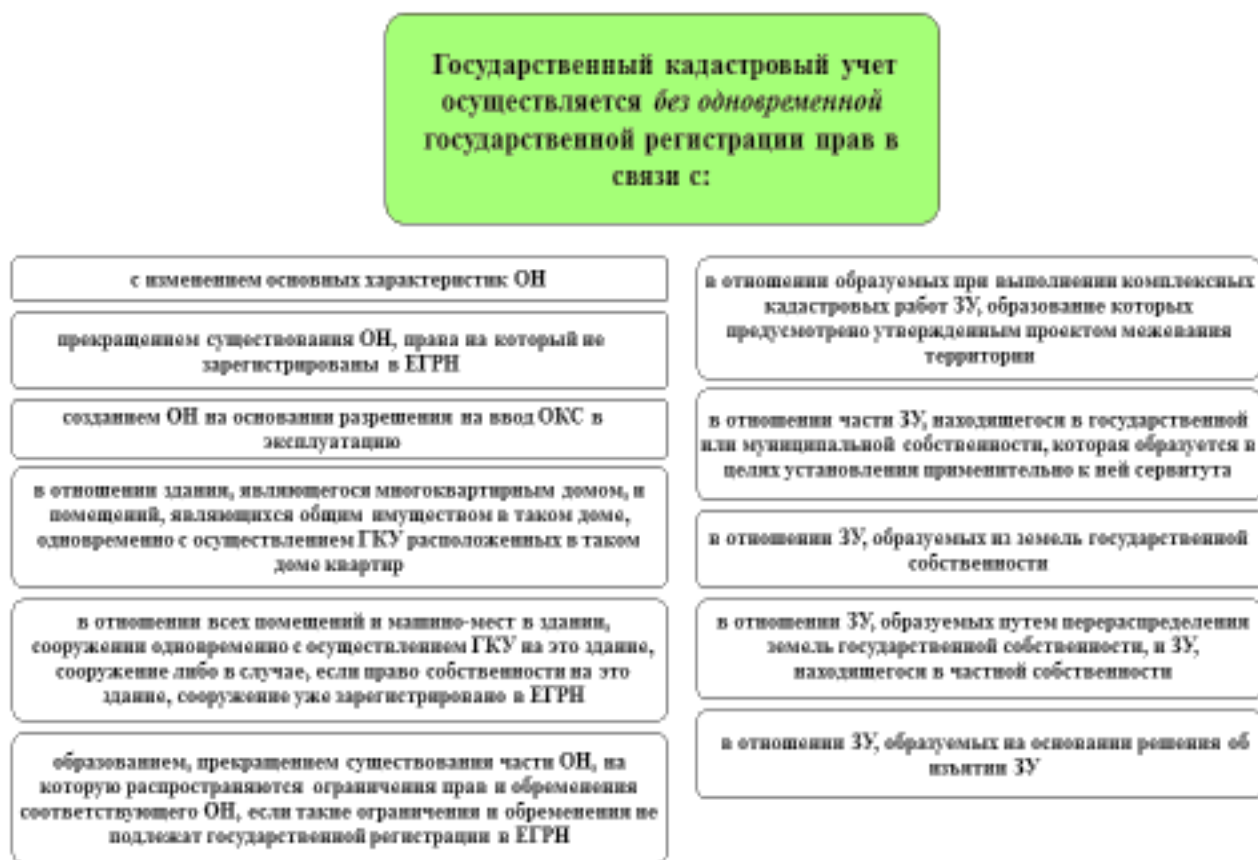 Государственный кадастровый учет
осуществляется без одновременной
государственной регистрации прав в
связи с:
с изменением основных характеристик ОН
прекращением существования ОН, права на который не
зарегистрированы в ЕГРН
созданием ОН на основании разрешения на ввод ОКС в
эксплуатацию
в отношении здания, являющегося многоквартирным домом, и
помещений, являющихся общим имуществом в таком доме,
одновременно с осуществлением ГКУ расположенных в таком
доме квартир
в отношении всех помещений и машино-мест в здании,
сооружении одновременно с осуществлением ГКУ на это здание,
сооружение либо в случае, если право собственности на это
здание, сооружение уже зарегистрировано в ЕГРН
образованием, прекращением существования части ОН, на
которую распространяются ограничения прав и обременения
соответствующего ОН, если такие ограничения и обременения не
подлежат государственной регистрации в ЕГРН
в отношении образуемых при выполнении комплексных
кадастровых работ ЗУ, образование которых
предусмотрено утвержденным проектом межевания
территории
в отношении части ЗУ, находящегося в государственной
или муниципальной собственности, которая образуется в
целях установления применительно к ней сервитута
в отношении ЗУ, образуемых из земель государственной
собственности
в отношении ЗУ, образуемых путем перераспределения
земель государственной собственности, и ЗУ,
находящегося в частной собственности
в отношении ЗУ, образуемых на основании решения об
изъятии ЗУ